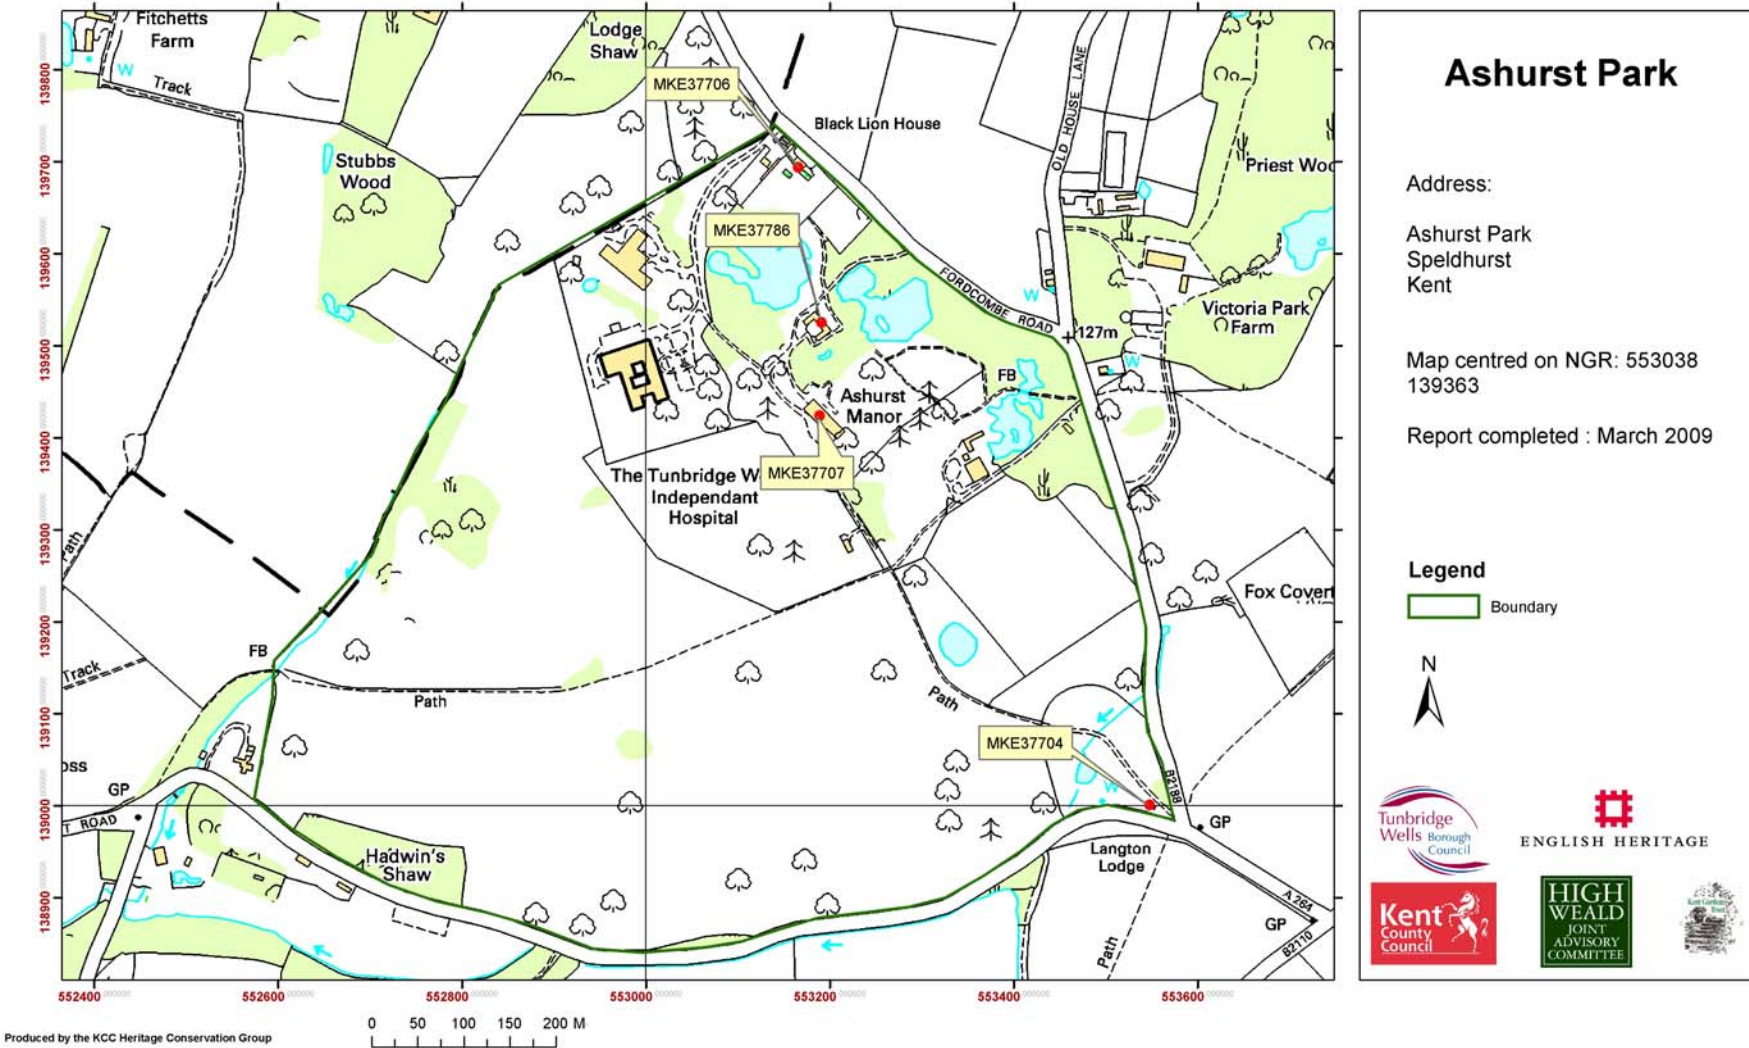 Fitchetts
Farm
W
Track
Lodge
Shaw
MKE37706
Black Lion House
OLD HOUSE LANE
Stubbs
Wood
Priest Woo
MKE37786
FORDCOMBE ROAD
W
127m
Victoria Park
Farm
W
FB
Ashurst
Manor
MKE37707
The Tunbridge W
Independant
Hospital
Path
Fox Covert
FB
Track
Path
Path
MKE37704
W
B2188
GP
T ROAD
GP
Langton
Lodge
Hadwin's
Shaw
A 264
GP
B2110
Path
139800
139700
139600
139500
139400
139300
139200
139100
139000
138900
552400
552600
552800
553000
553200
553400
553600
0 50 100 150 200 M
Produced by the KCC Heritage Conservation Group
Ashurst Park
Address:
Ashurst Park
Speldhurst
Kent
Map centred on NGR: 553038
139363
Report completed : March 2009
Legend
Boundary
N
Tunbridge
Wells Borough
Council
ENGLISH HERITAGE
Kent
County
Council
HIGH
WEALD
JOINT
ADVISORY
COMMITTEE
Kent Gardens
Trust